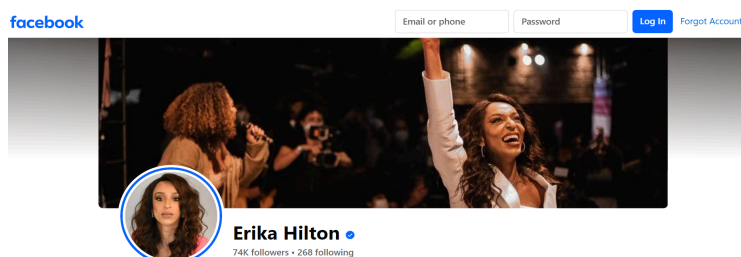 facebook
Email or phone
Password
Log In
Forgot Account
Erika Hilton
74K followers • 268 following